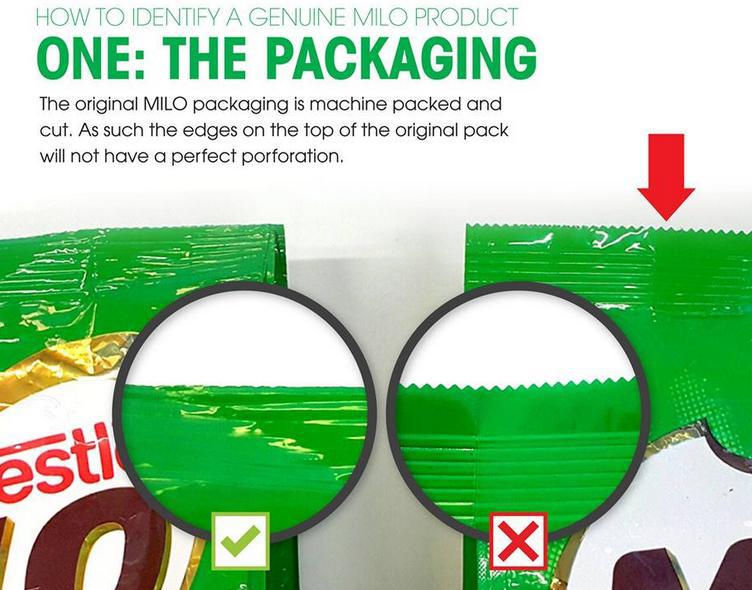 HOW TO IDENTIFY A GENUINE MILO PRODUCT
ONE: THE PACKAGING
The original MILO packaging is machine packed and
cut. As such the edges on the top of the original pack
will not have a perfect porforation.
estl